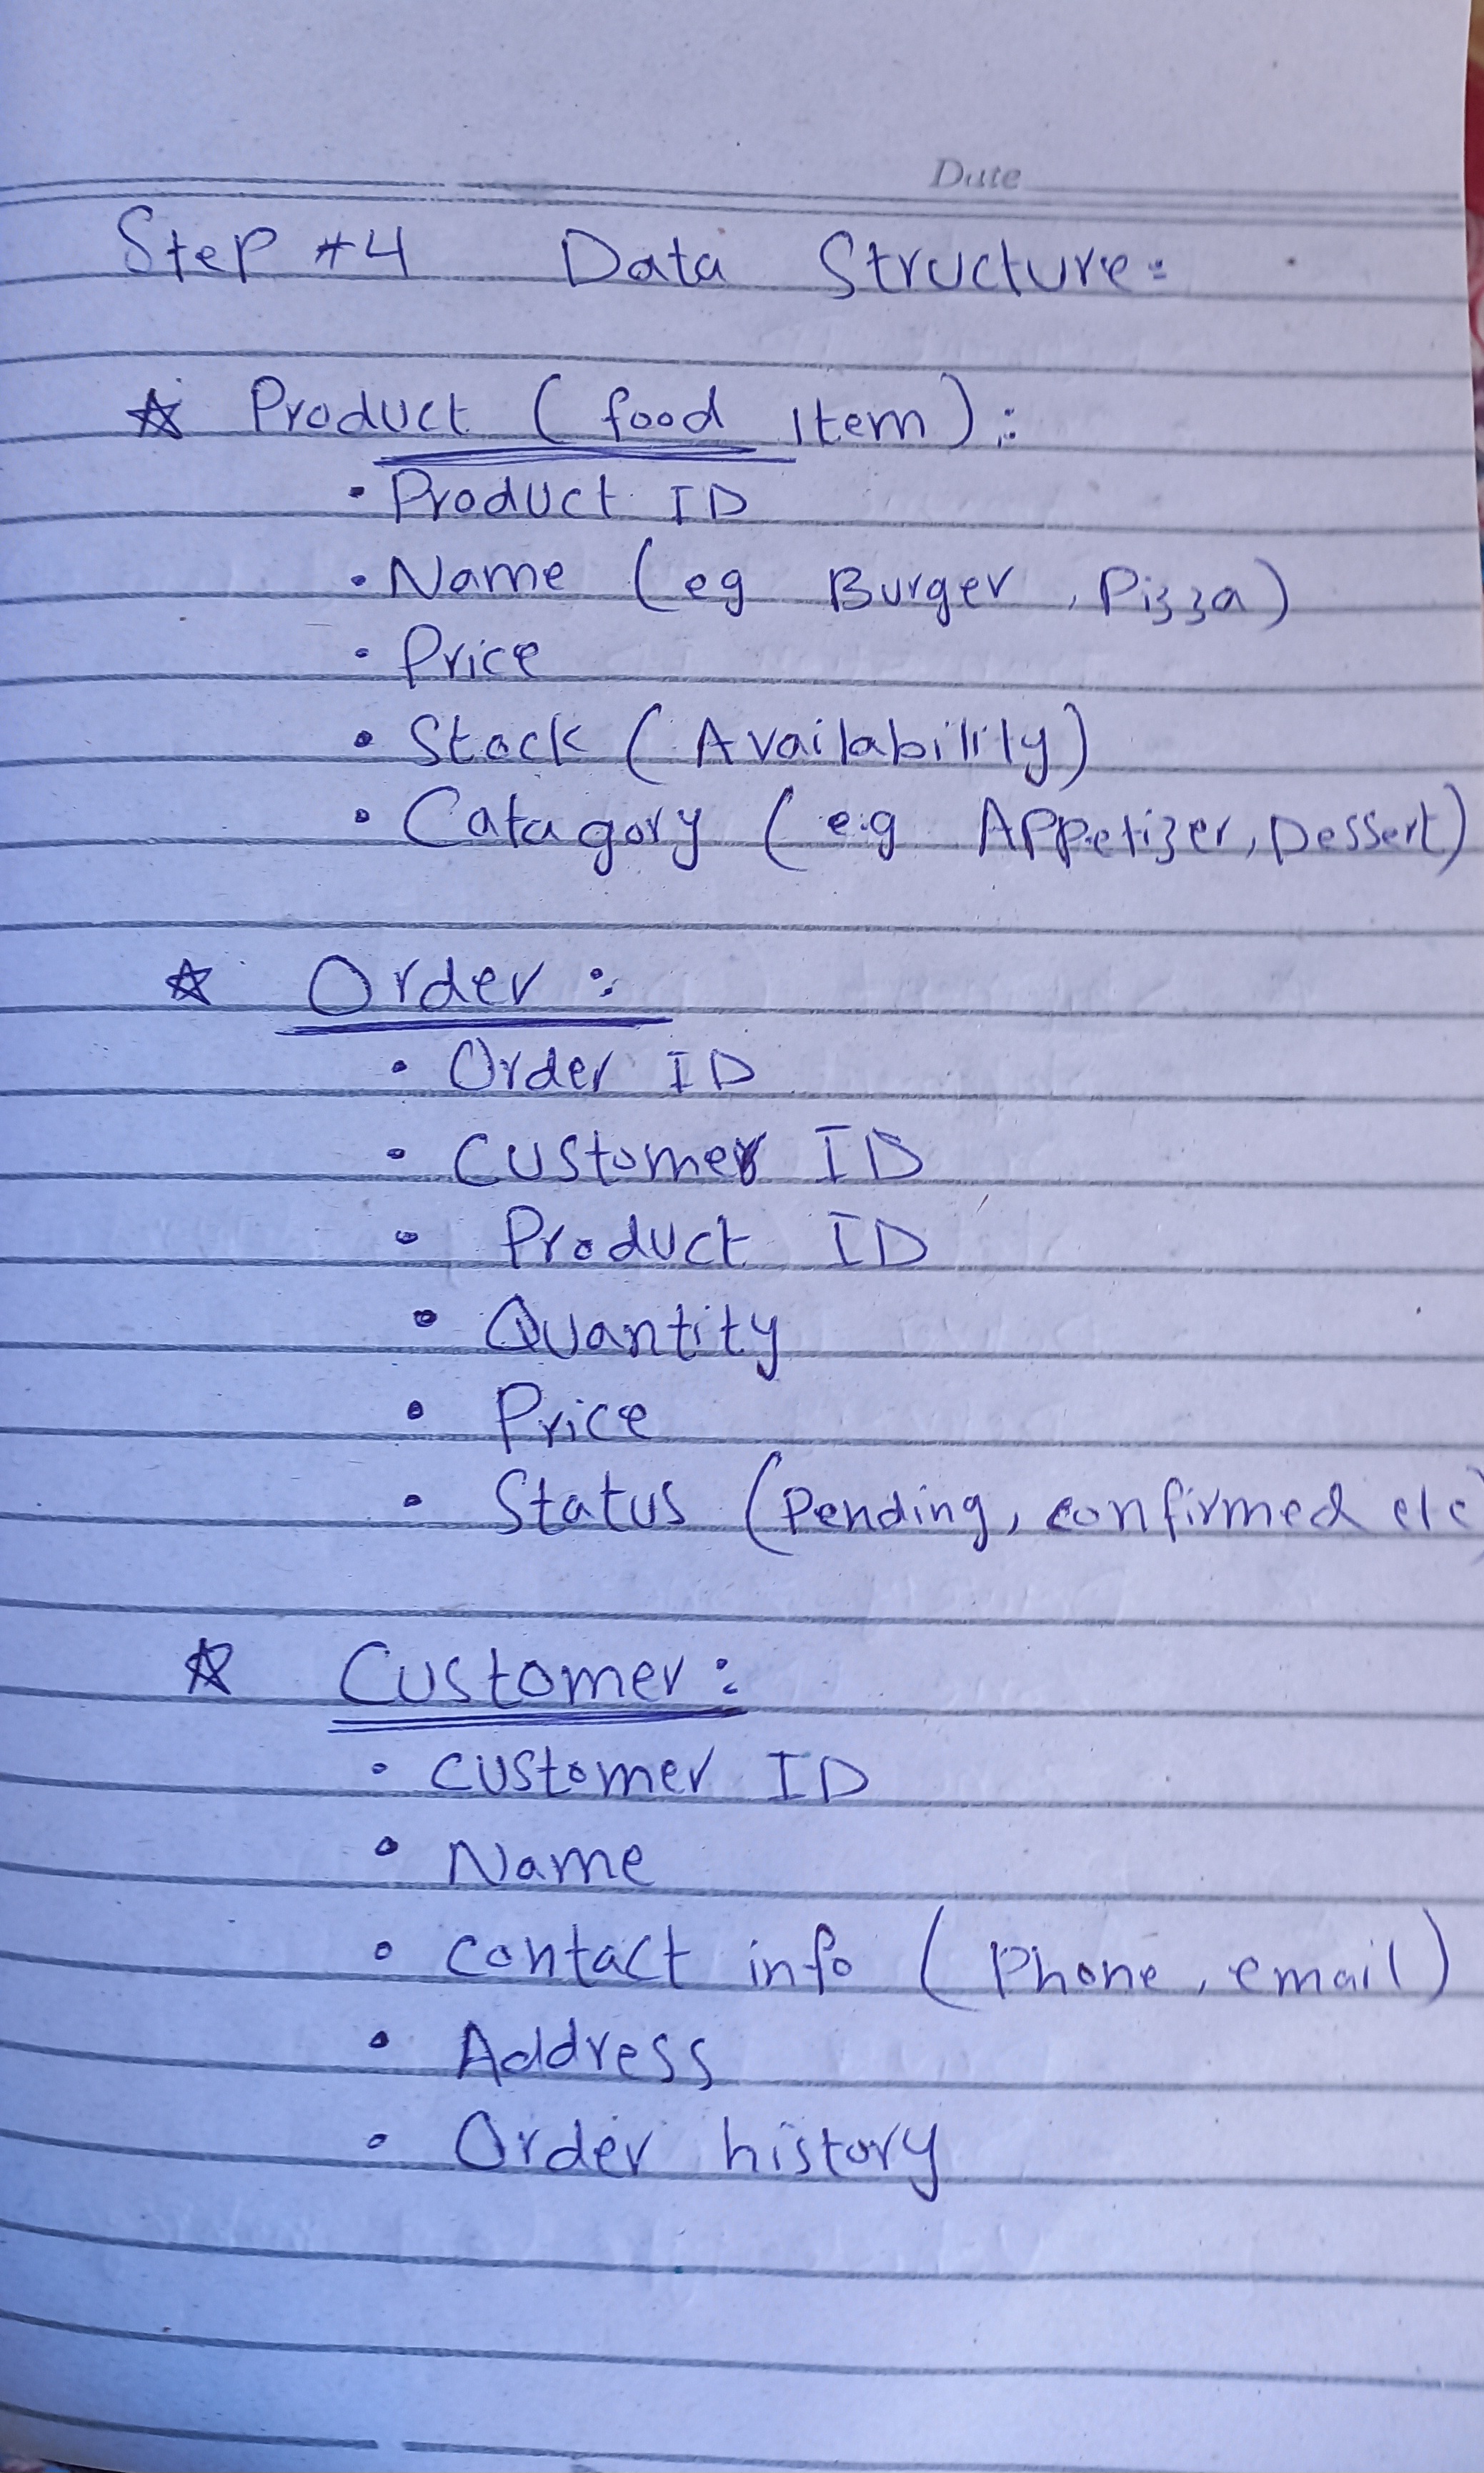 Date
Step #4 Data Structure:
☆ Product (food item):
• Product ID
• Name (eg Burger, Pizza)
• Price
• Stock (Availability)
• Catagory (e.g Appetizer, Dessert)
☆ Order:
• Order ID
• Customer ID
• Product ID
• Quantity
• Price
• Status (Pending, confirmed etc)
☆ Customer:
• Customer ID
• Name
• contact info (Phone, email)
• Address
• Order history